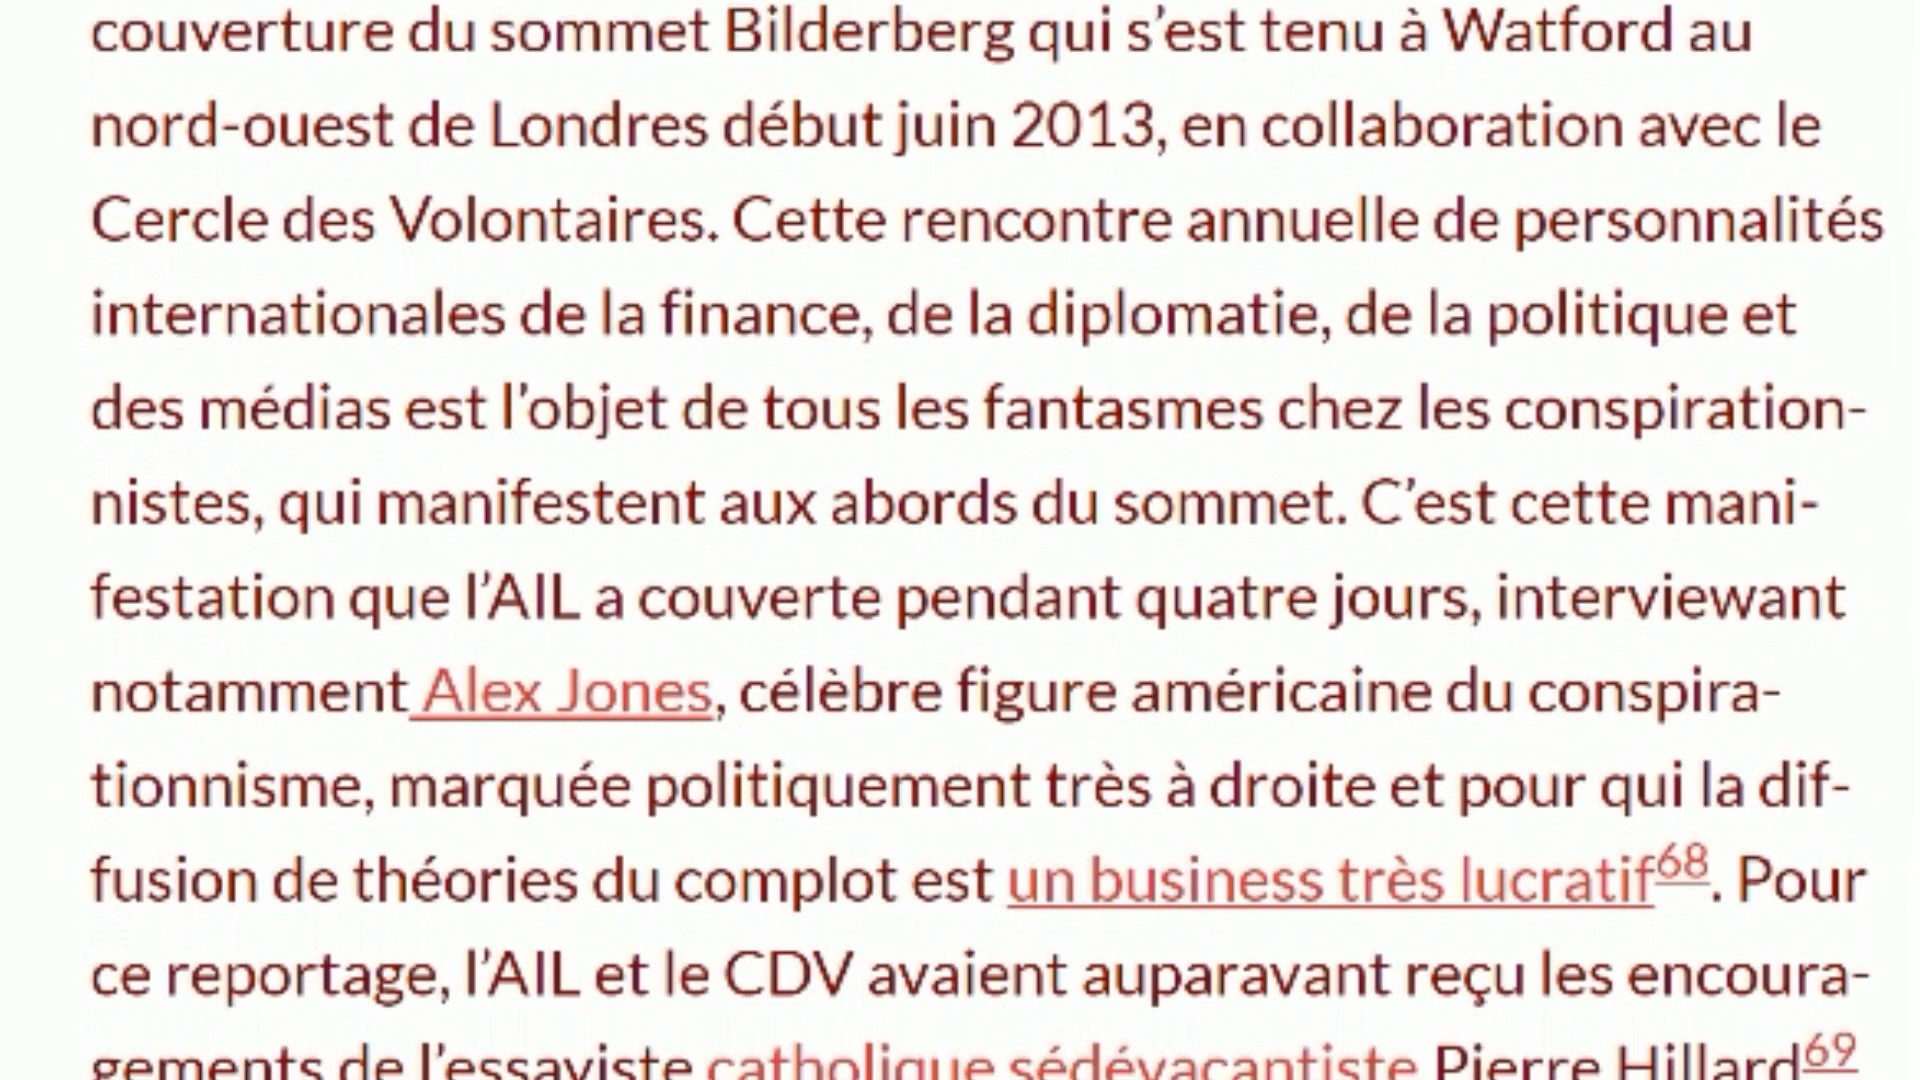 couverture du sommet Bilderberg qui s’est tenu à Watford au
nord-ouest de Londres début juin 2013, en collaboration avec le
Cercle des Volontaires. Cette rencontre annuelle de personnalités
internationales de la finance, de la diplomatie, de la politique et
des médias est l’objet de tous les fantasmes chez les conspiration-
nistes, qui manifestent aux abords du sommet. C’est cette mani-
festation que l’AIL a couverte pendant quatre jours, interviewant
notamment Alex Jones, célèbre figure américaine du conspira-
tionnisme, marquée politiquement très à droite et pour qui la dif-
fusion de théories du complot est un business très lucratif68. Pour
ce reportage, l’AIL et le CDV avaient auparavant reçu les encoura-
gements de l’essayiste catholique sédévacantiste Pierre Hillard69